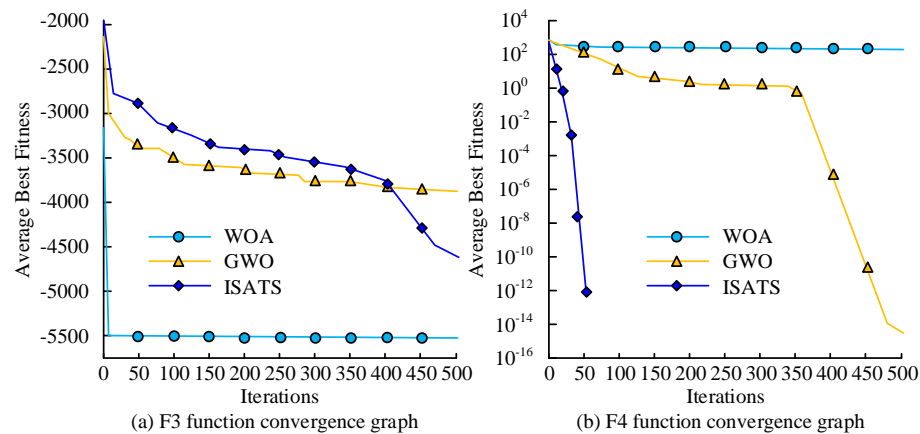 -2000
-2500
-3000
-3500
-4000
-4500
-5000
-5500
Average Best Fitness
WOA
GWO
ISATS
0 50 100 150 200 250 300 350 400 450 500
Iterations
(a) F3 function convergence graph
10^4
10^2
10^0
10^-2
10^-4
10^-6
10^-8
10^-10
10^-12
10^-14
10^-16
Average Best Fitness
WOA
GWO
ISATS
0 50 100 150 200 250 300 350 400 450 500
Iterations
(b) F4 function convergence graph